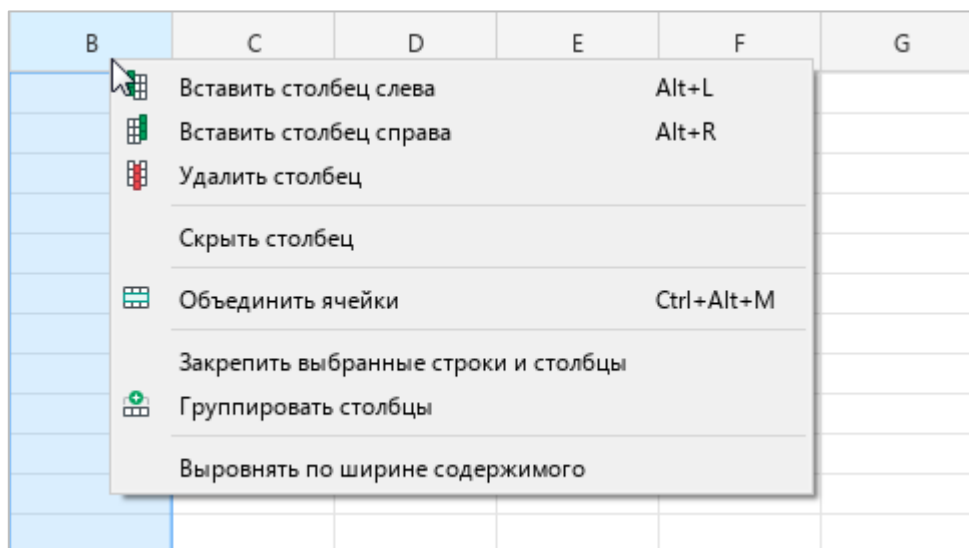 B C D E F G
Вставить столбец слева Alt+L
Вставить столбец справа Alt+R
Удалить столбец
Скрыть столбец
Объединить ячейки Ctrl+Alt+M
Закрепить выбранные строки и столбцы
Группировать столбцы
Выровнять по ширине содержимого